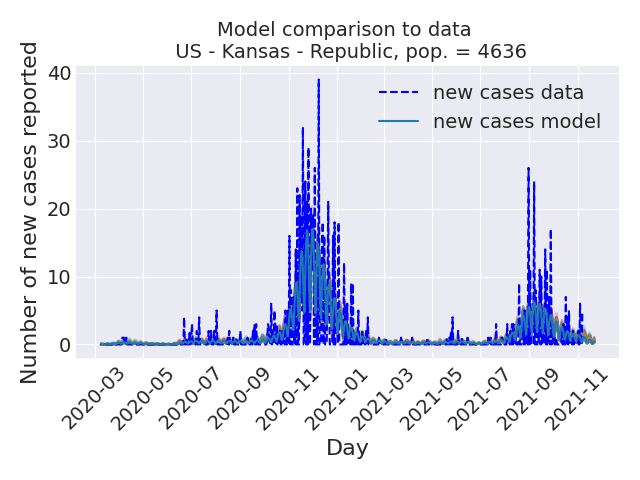 Model comparison to data
US - Kansas - Republic, pop. = 4636
Number of new cases reported
40
30
20
10
0
new cases data
new cases model
2020-03
2020-05
2020-07
2020-09
2020-11
2021-01
2021-03
2021-05
2021-07
2021-09
2021-11
Day